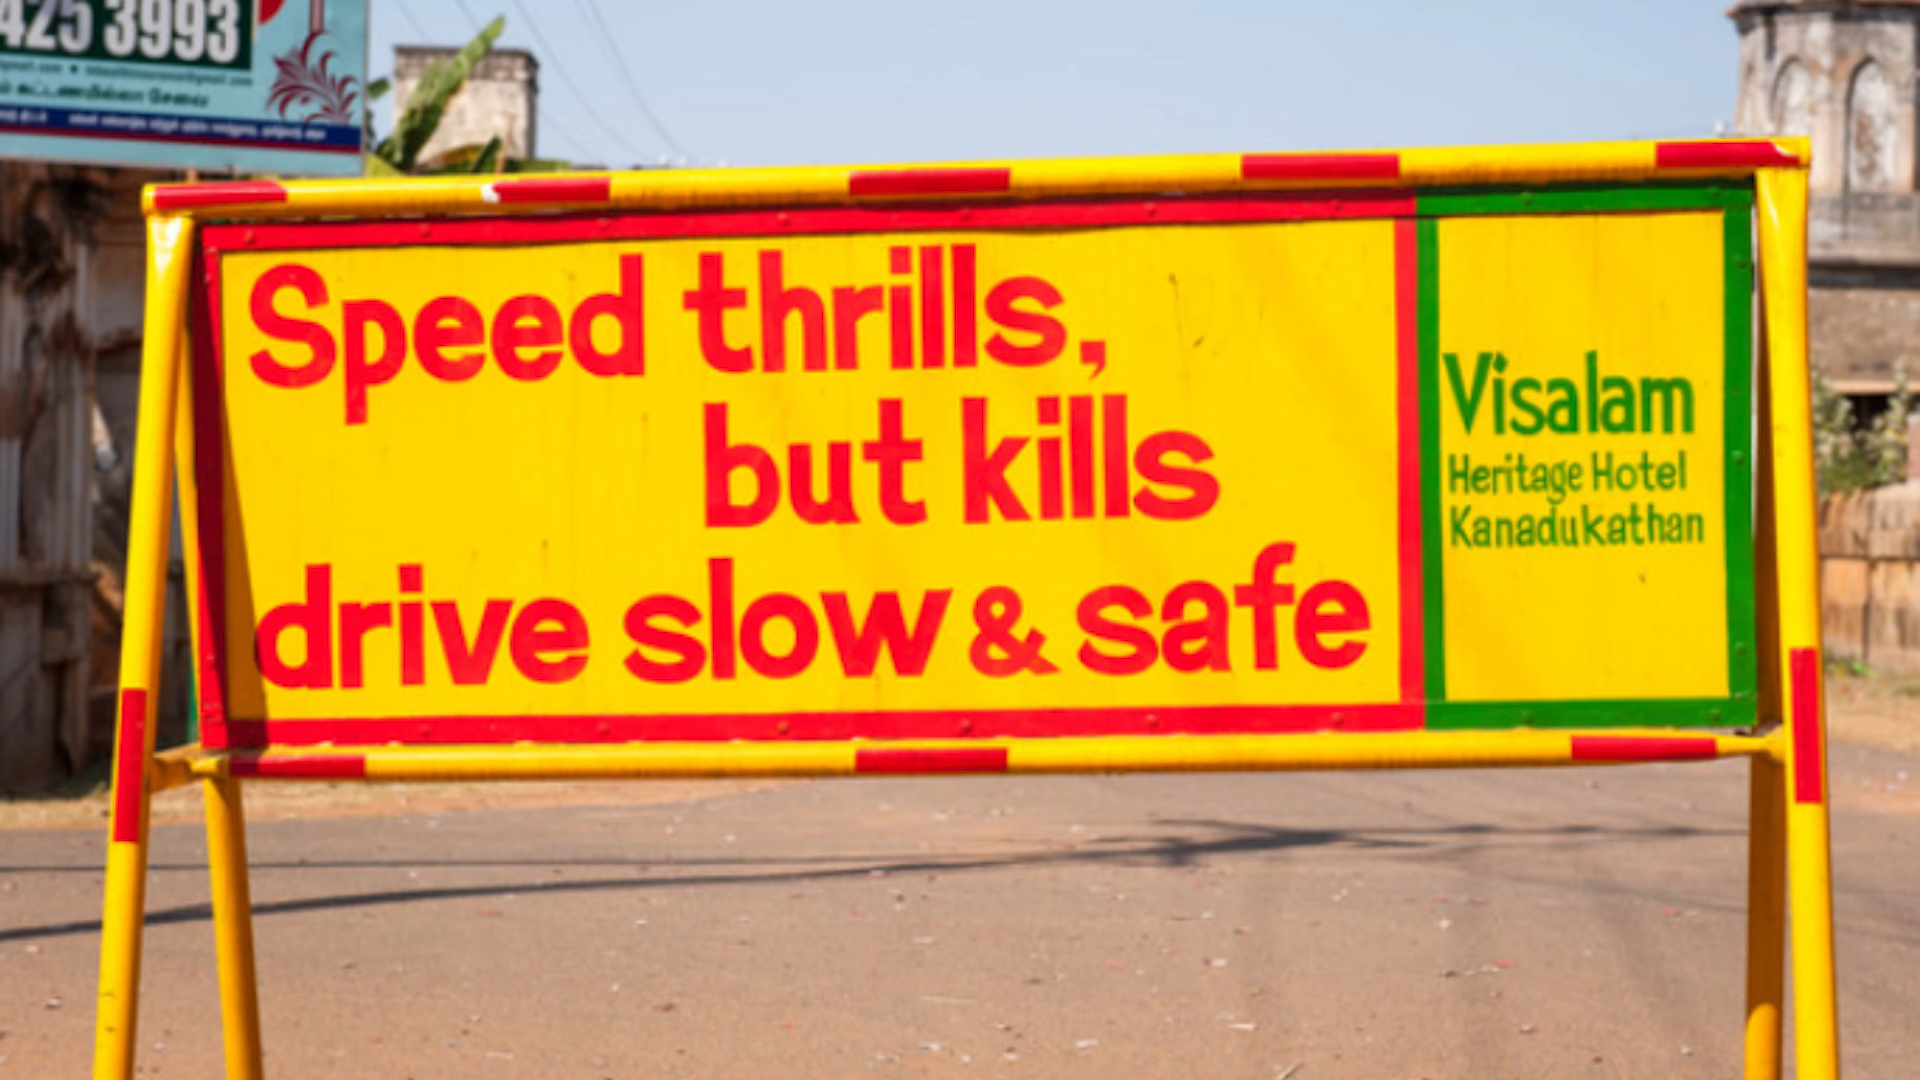 425 3993
Speed thrills,
but kills
drive slow & safe
Visalam
Heritage Hotel
Kanadukathan